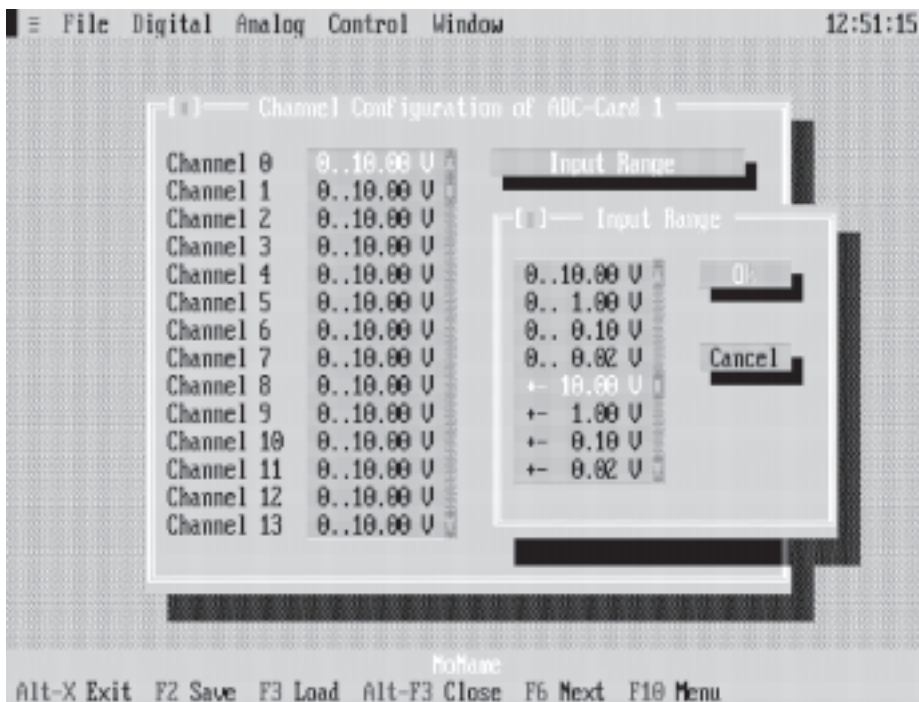 ≡ File Digital Analog Control Window 12:51:15
Channel Configuration of ADC-Card 1
Channel 0 0..10.00 V
Channel 1 0..10.00 V
Channel 2 0..10.00 V
Channel 3 0..10.00 V
Channel 4 0..10.00 V
Channel 5 0..10.00 V
Channel 6 0..10.00 V
Channel 7 0..10.00 V
Channel 8 0..10.00 V
Channel 9 0..10.00 V
Channel 10 0..10.00 V
Channel 11 0..10.00 V
Channel 12 0..10.00 V
Channel 13 0..10.00 V
Input Range
Input Range
0..10.00 V
0.. 1.00 V
0.. 0.10 V
0.. 0.02 V
+- 10.00 V
+- 1.00 V
+- 0.10 V
+- 0.02 V
Ok
Cancel
NoName
Alt-X Exit F2 Save F3 Load Alt-F3 Close F6 Next F10 Menu